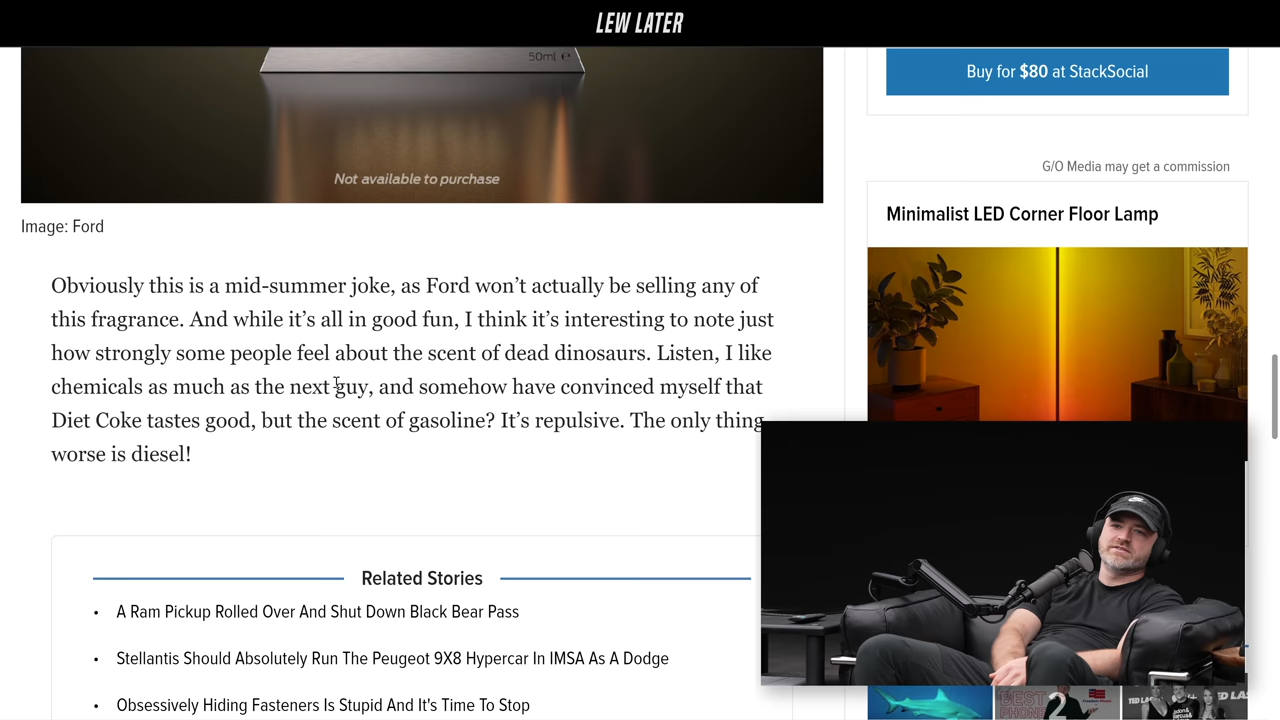 LEW LATER
50ml ℮
Not available to purchase
Image: Ford
Obviously this is a mid-summer joke, as Ford won’t actually be selling any of
this fragrance. And while it’s all in good fun, I think it’s interesting to note just
how strongly some people feel about the scent of dead dinosaurs. Listen, I like
chemicals as much as the next guy, and somehow have convinced myself that
Diet Coke tastes good, but the scent of gasoline? It’s repulsive. The only thing
worse is diesel!
Related Stories
• A Ram Pickup Rolled Over And Shut Down Black Bear Pass
• Stellantis Should Absolutely Run The Peugeot 9X8 Hypercar In IMSA As A Dodge
• Obsessively Hiding Fasteners Is Stupid And It's Time To Stop
Buy for $80 at StackSocial
G/O Media may get a commission
Minimalist LED Corner Floor Lamp
BEST
PHONE
2
TED LAS